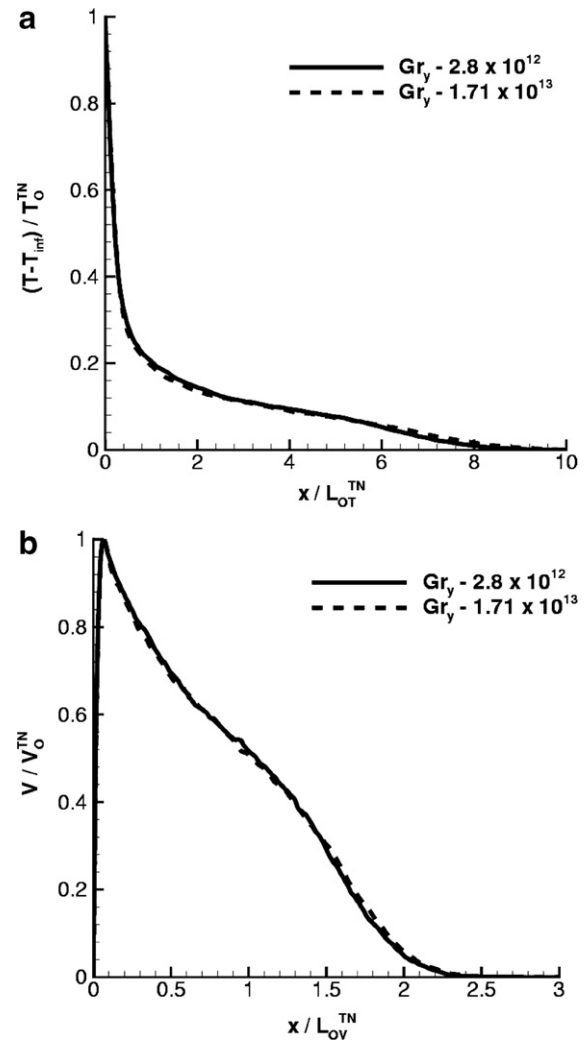 a
1
0.8
0.6
0.4
0.2
0
(T-T_inf) / T_O^TN
Gr_y - 2.8 x 10^12
Gr_y - 1.71 x 10^13
0 2 4 6 8 10
x / L_OT^TN
b
1
0.8
0.6
0.4
0.2
0
V / V_O^TN
Gr_y - 2.8 x 10^12
Gr_y - 1.71 x 10^13
0 0.5 1 1.5 2 2.5 3
x / L_OV^TN